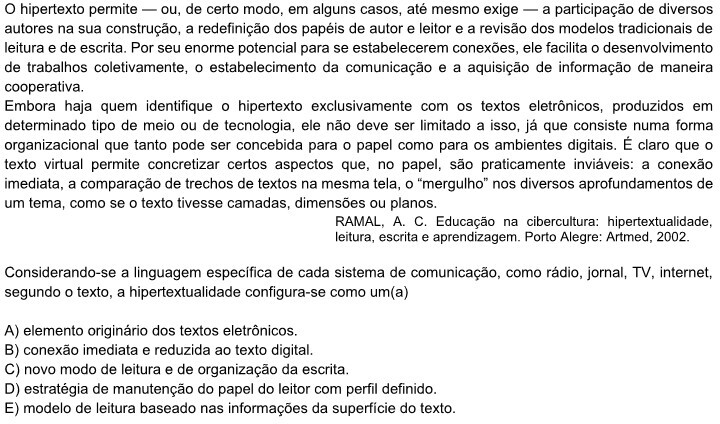 O hipertexto permite — ou, de certo modo, em alguns casos, até mesmo exige — a participação de diversos
autores na sua construção, a redefinição dos papéis de autor e leitor e a revisão dos modelos tradicionais de
leitura e de escrita. Por seu enorme potencial para se estabelecerem conexões, ele facilita o desenvolvimento
de trabalhos coletivamente, o estabelecimento da comunicação e a aquisição de informação de maneira
cooperativa.
Embora haja quem identifique o hipertexto exclusivamente com os textos eletrônicos, produzidos em
determinado tipo de meio ou de tecnologia, ele não deve ser limitado a isso, já que consiste numa forma
organizacional que tanto pode ser concebida para o papel como para os ambientes digitais. É claro que o
texto virtual permite concretizar certos aspectos que, no papel, são praticamente inviáveis: a conexão
imediata, a comparação de trechos de textos na mesma tela, o “mergulho” nos diversos aprofundamentos de
um tema, como se o texto tivesse camadas, dimensões ou planos.
RAMAL, A. C. Educação na cibercultura: hipertextualidade,
leitura, escrita e aprendizagem. Porto Alegre: Artmed, 2002.
Considerando-se a linguagem específica de cada sistema de comunicação, como rádio, jornal, TV, internet,
segundo o texto, a hipertextualidade configura-se como um(a)
A) elemento originário dos textos eletrônicos.
B) conexão imediata e reduzida ao texto digital.
C) novo modo de leitura e de organização da escrita.
D) estratégia de manutenção do papel do leitor com perfil definido.
E) modelo de leitura baseado nas informações da superfície do texto.